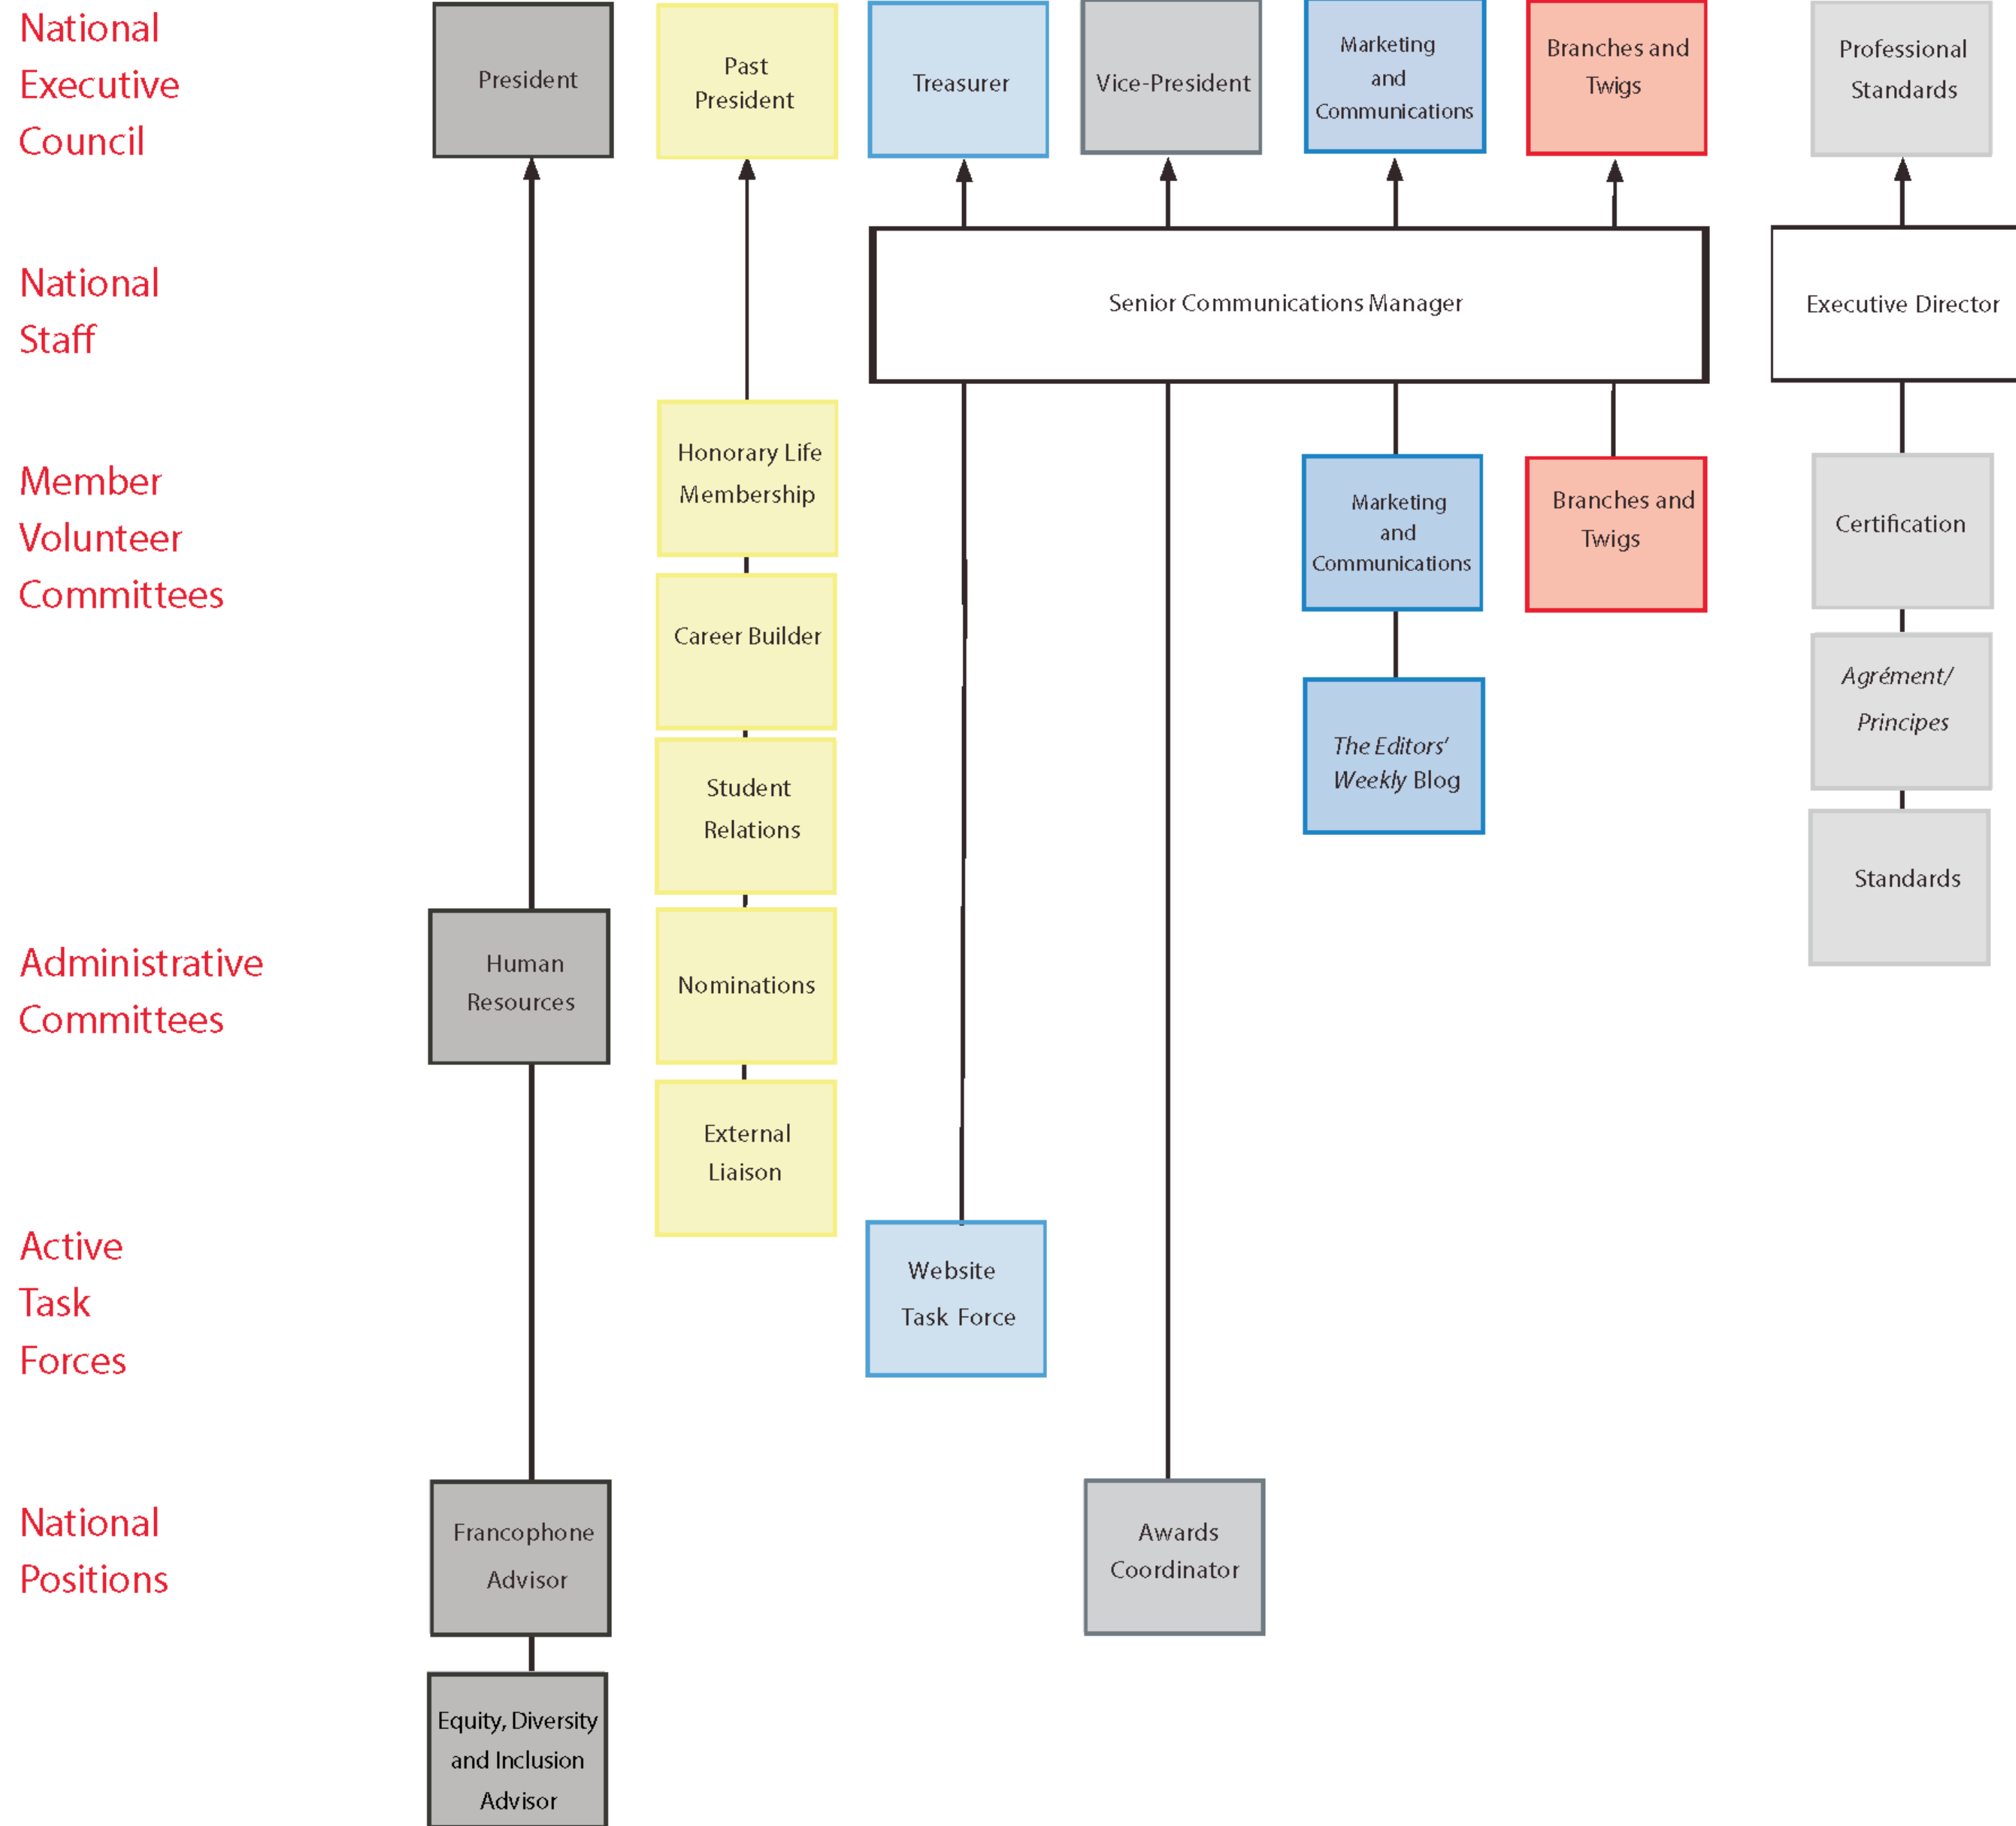 National
Executive
Council
President
Past
President
Treasurer
Vice-President
Marketing
and
Communications
Branches and
Twigs
Professional
Standards
National
Staff
Senior Communications Manager
Executive Director
Member
Volunteer
Committees
Honorary Life
Membership
Marketing
and
Communications
Branches and
Twigs
Certification
Career Builder
Agrément/
Principes
Student
Relations
The Editors'
Weekly Blog
Standards
Administrative
Committees
Human
Resources
Nominations
External
Liaison
Active
Task
Forces
Website
Task Force
National
Positions
Francophone
Advisor
Awards
Coordinator
Equity, Diversity
and Inclusion
Advisor